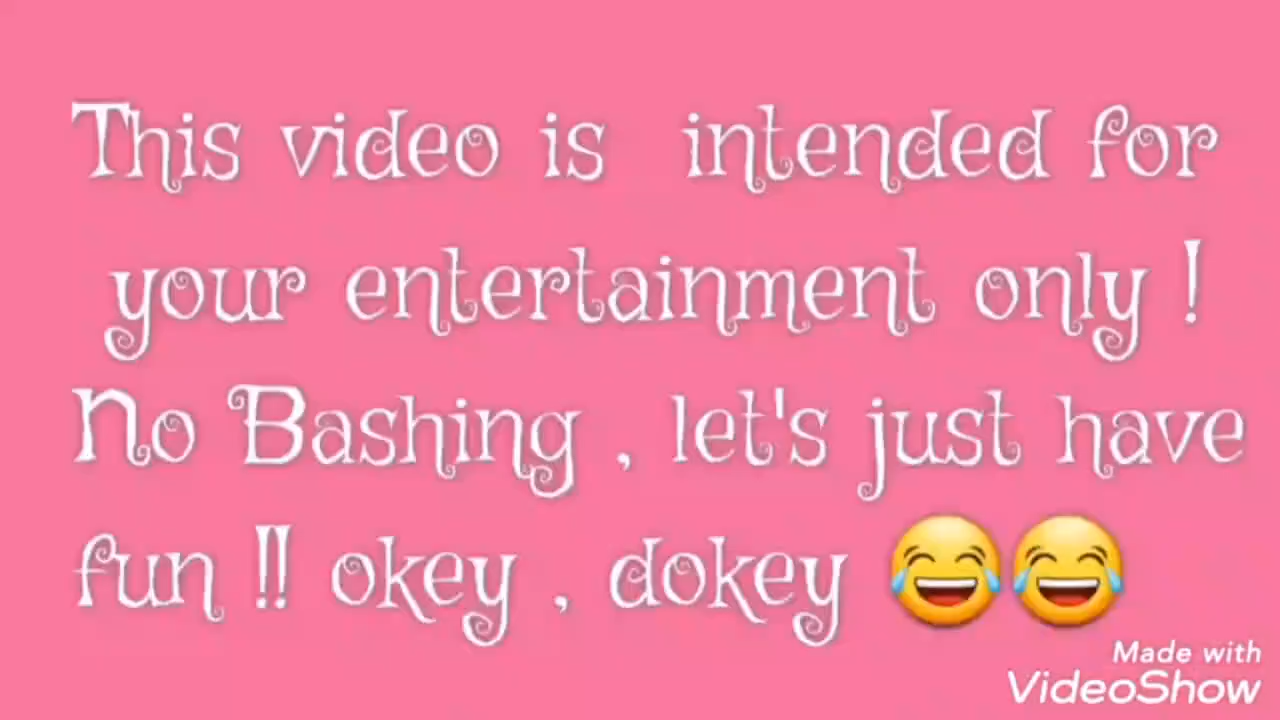 This video is intended for
your entertainment only !
No Bashing , let's just have
fun !! okey , dokey 😂😂
Made with
VideoShow